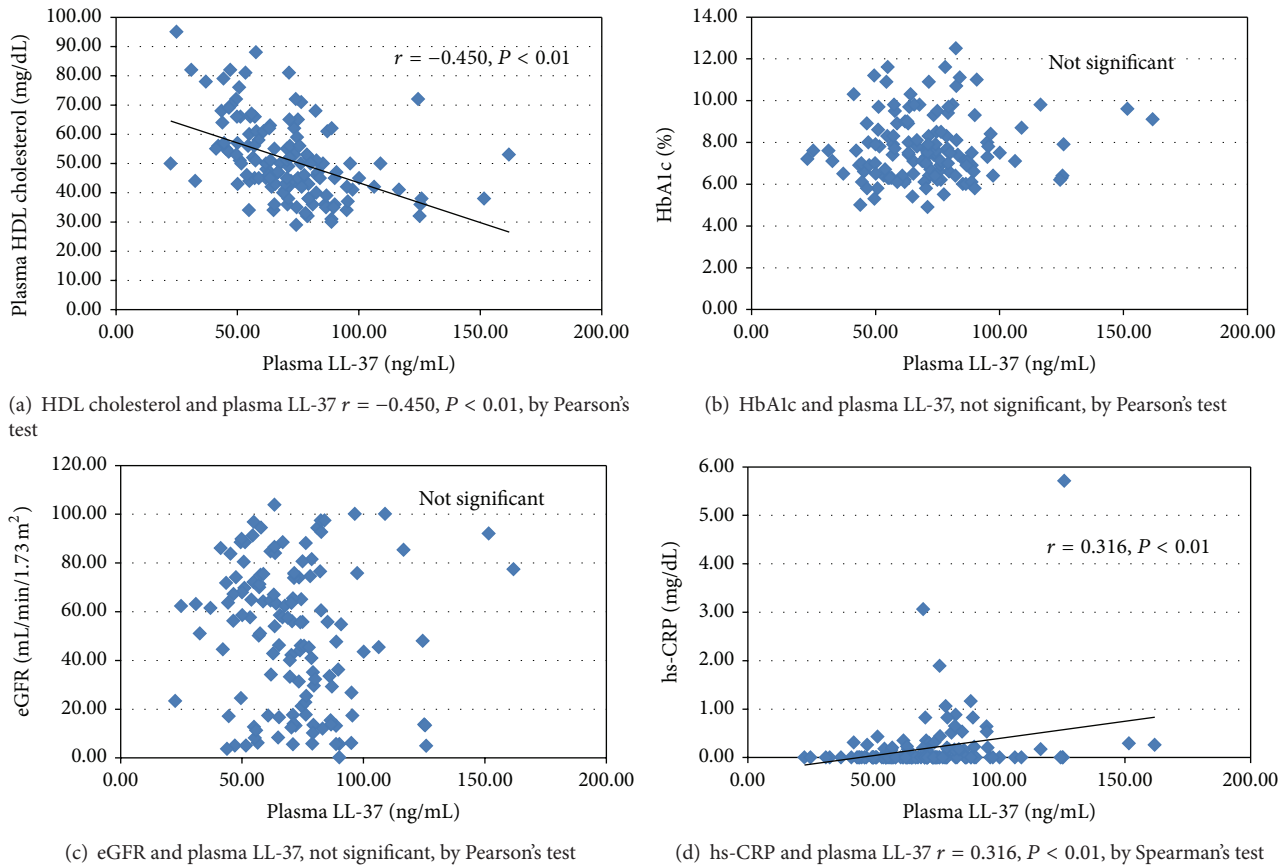 100.00
90.00
80.00
70.00
60.00
50.00
40.00
30.00
20.00
10.00
0.00
Plasma HDL cholesterol (mg/dL)
r = −0.450, P < 0.01
0.00 50.00 100.00 150.00 200.00
Plasma LL-37 (ng/mL)
(a) HDL cholesterol and plasma LL-37 r = −0.450, P < 0.01, by Pearson's
test
14.00
12.00
10.00
8.00
6.00
4.00
2.00
0.00
HbA1c (%)
Not significant
0.00 50.00 100.00 150.00 200.00
Plasma LL-37 (ng/mL)
(b) HbA1c and plasma LL-37, not significant, by Pearson's test
120.00
100.00
80.00
60.00
40.00
20.00
0.00
eGFR (mL/min/1.73 m²)
Not significant
0.00 50.00 100.00 150.00 200.00
Plasma LL-37 (ng/mL)
(c) eGFR and plasma LL-37, not significant, by Pearson's test
6.00
5.00
4.00
3.00
2.00
1.00
0.00
hs-CRP (mg/dL)
r = 0.316, P < 0.01
0.00 50.00 100.00 150.00 200.00
Plasma LL-37 (ng/mL)
(d) hs-CRP and plasma LL-37 r = 0.316, P < 0.01, by Spearman's test